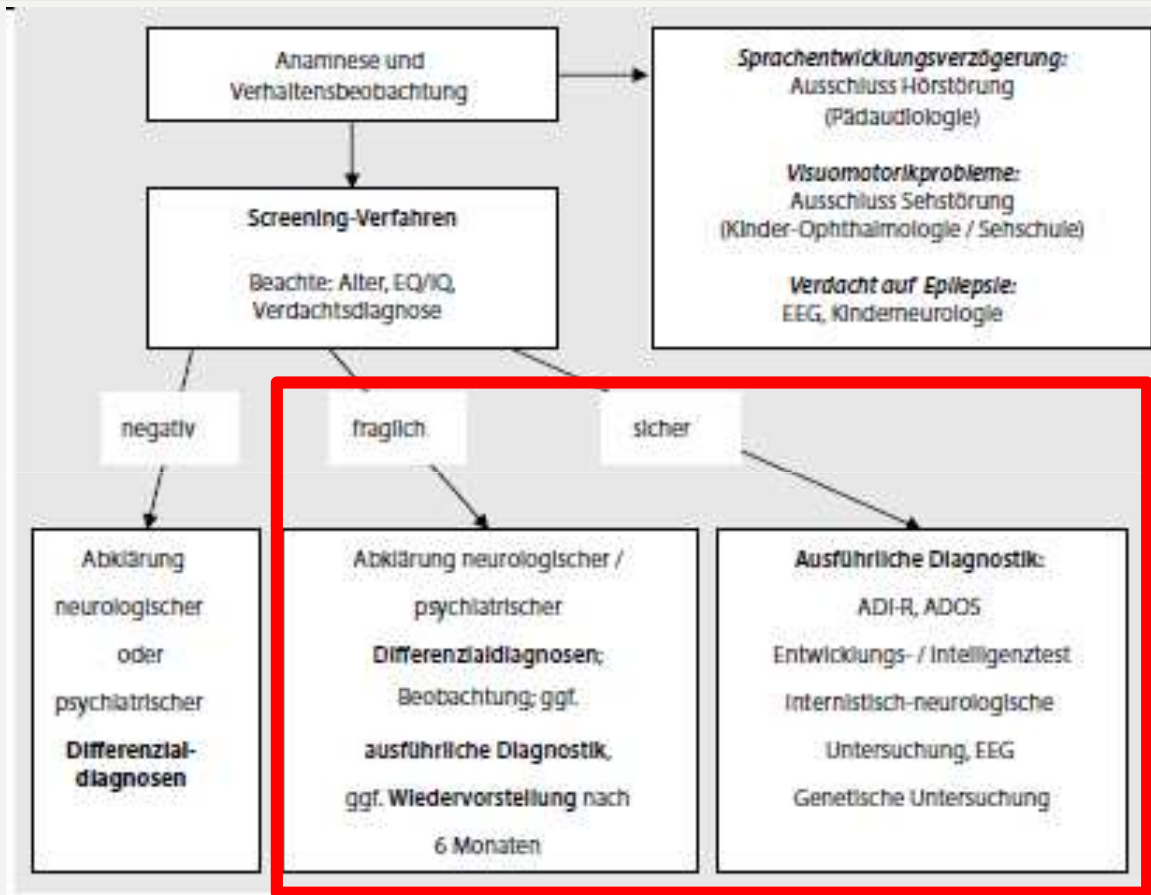 Anamnese und
Verhaltensbeobachtung
Sprachentwicklungsverzögerung:
Ausschluss Hörstörung
(Pädaudiologie)
Visuomotorikprobleme:
Ausschluss Sehstörung
(Kinder-Ophthalmologie / Sehschule)
Verdacht auf Epilepsie:
EEG, Kinderneurologie
Screening-Verfahren
Beachte: Alter, EQ/IQ,
Verdachtsdiagnose
negativ
fraglich
sicher
Abklärung
neurologischer
oder
psychiatrischer
Differenzial-
diagnosen
Abklärung neurologischer /
psychiatrischer
Differenzialdiagnosen;
Beobachtung; ggf.
ausführliche Diagnostik,
ggf. Wiedervorstellung nach
6 Monaten
Ausführliche Diagnostik:
ADI-R, ADOS
Entwicklungs- / Intelligenztest
Internistisch-neurologische
Untersuchung, EEG
Genetische Untersuchung